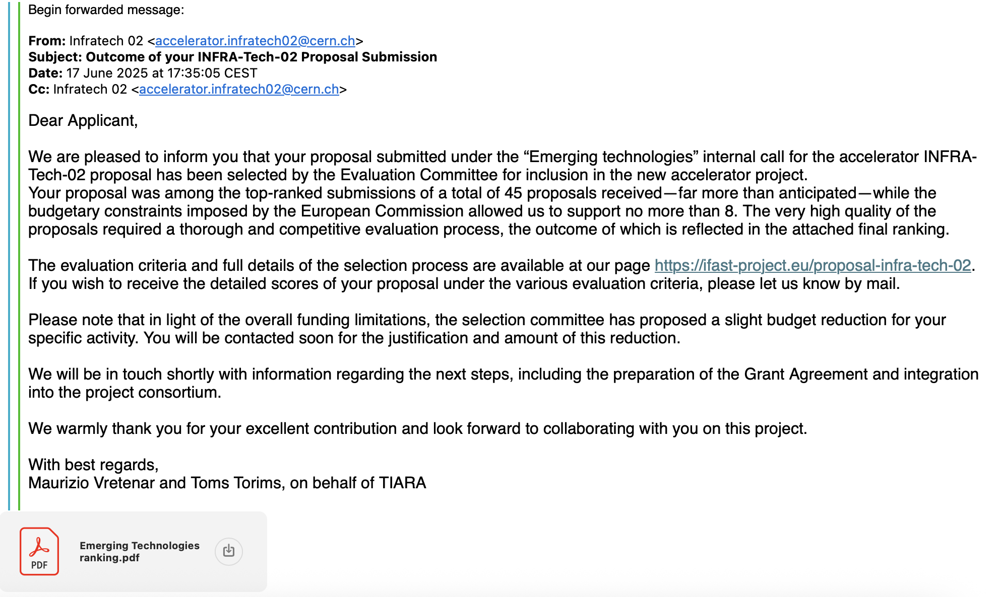 Begin forwarded message:
From: Infratech 02 <accelerator.infratech02@cern.ch>
Subject: Outcome of your INFRA-Tech-02 Proposal Submission
Date: 17 June 2025 at 17:35:05 CEST
Cc: Infratech 02 <accelerator.infratech02@cern.ch>
Dear Applicant,
We are pleased to inform you that your proposal submitted under the “Emerging technologies” internal call for the accelerator INFRA-
Tech-02 proposal has been selected by the Evaluation Committee for inclusion in the new accelerator project.
Your proposal was among the top-ranked submissions of a total of 45 proposals received—far more than anticipated—while the
budgetary constraints imposed by the European Commission allowed us to support no more than 8. The very high quality of the
proposals required a thorough and competitive evaluation process, the outcome of which is reflected in the attached final ranking.
The evaluation criteria and full details of the selection process are available at our page https://ifast-project.eu/proposal-infra-tech-02.
If you wish to receive the detailed scores of your proposal under the various evaluation criteria, please let us know by mail.
Please note that in light of the overall funding limitations, the selection committee has proposed a slight budget reduction for your
specific activity. You will be contacted soon for the justification and amount of this reduction.
We will be in touch shortly with information regarding the next steps, including the preparation of the Grant Agreement and integration
into the project consortium.
We warmly thank you for your excellent contribution and look forward to collaborating with you on this project.
With best regards,
Maurizio Vretenar and Toms Torims, on behalf of TIARA
PDF
Emerging Technologies
ranking.pdf